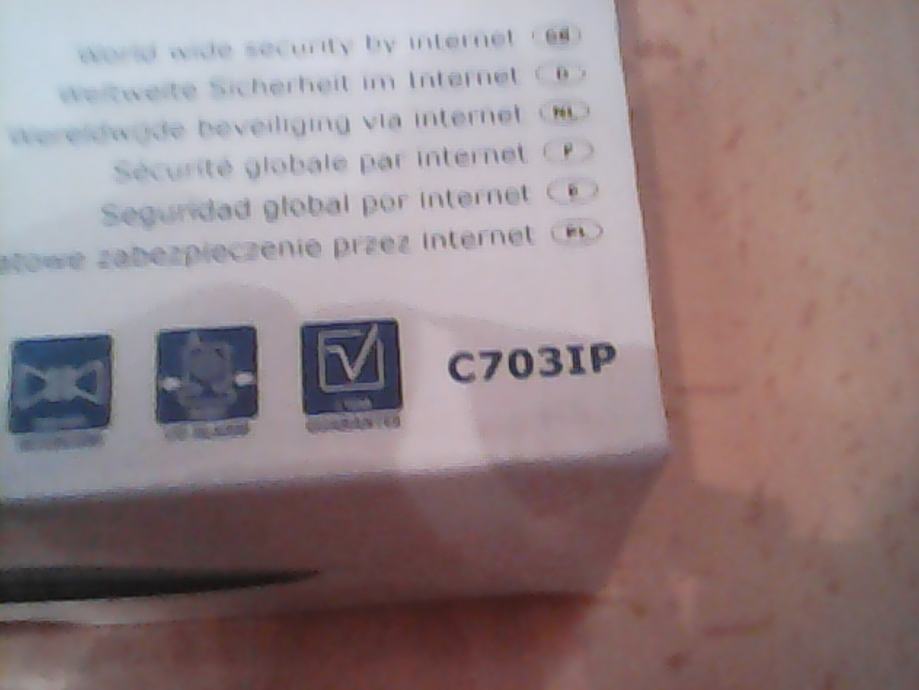 World wide security by internet GB
Weltweite Sicherheit im Internet D
Wereldwijde beveiliging via internet NL
Sécurité globale par internet F
Seguridad global por internet E
zabezpieczenie przez internet PL
C703IP
GUARANTEE